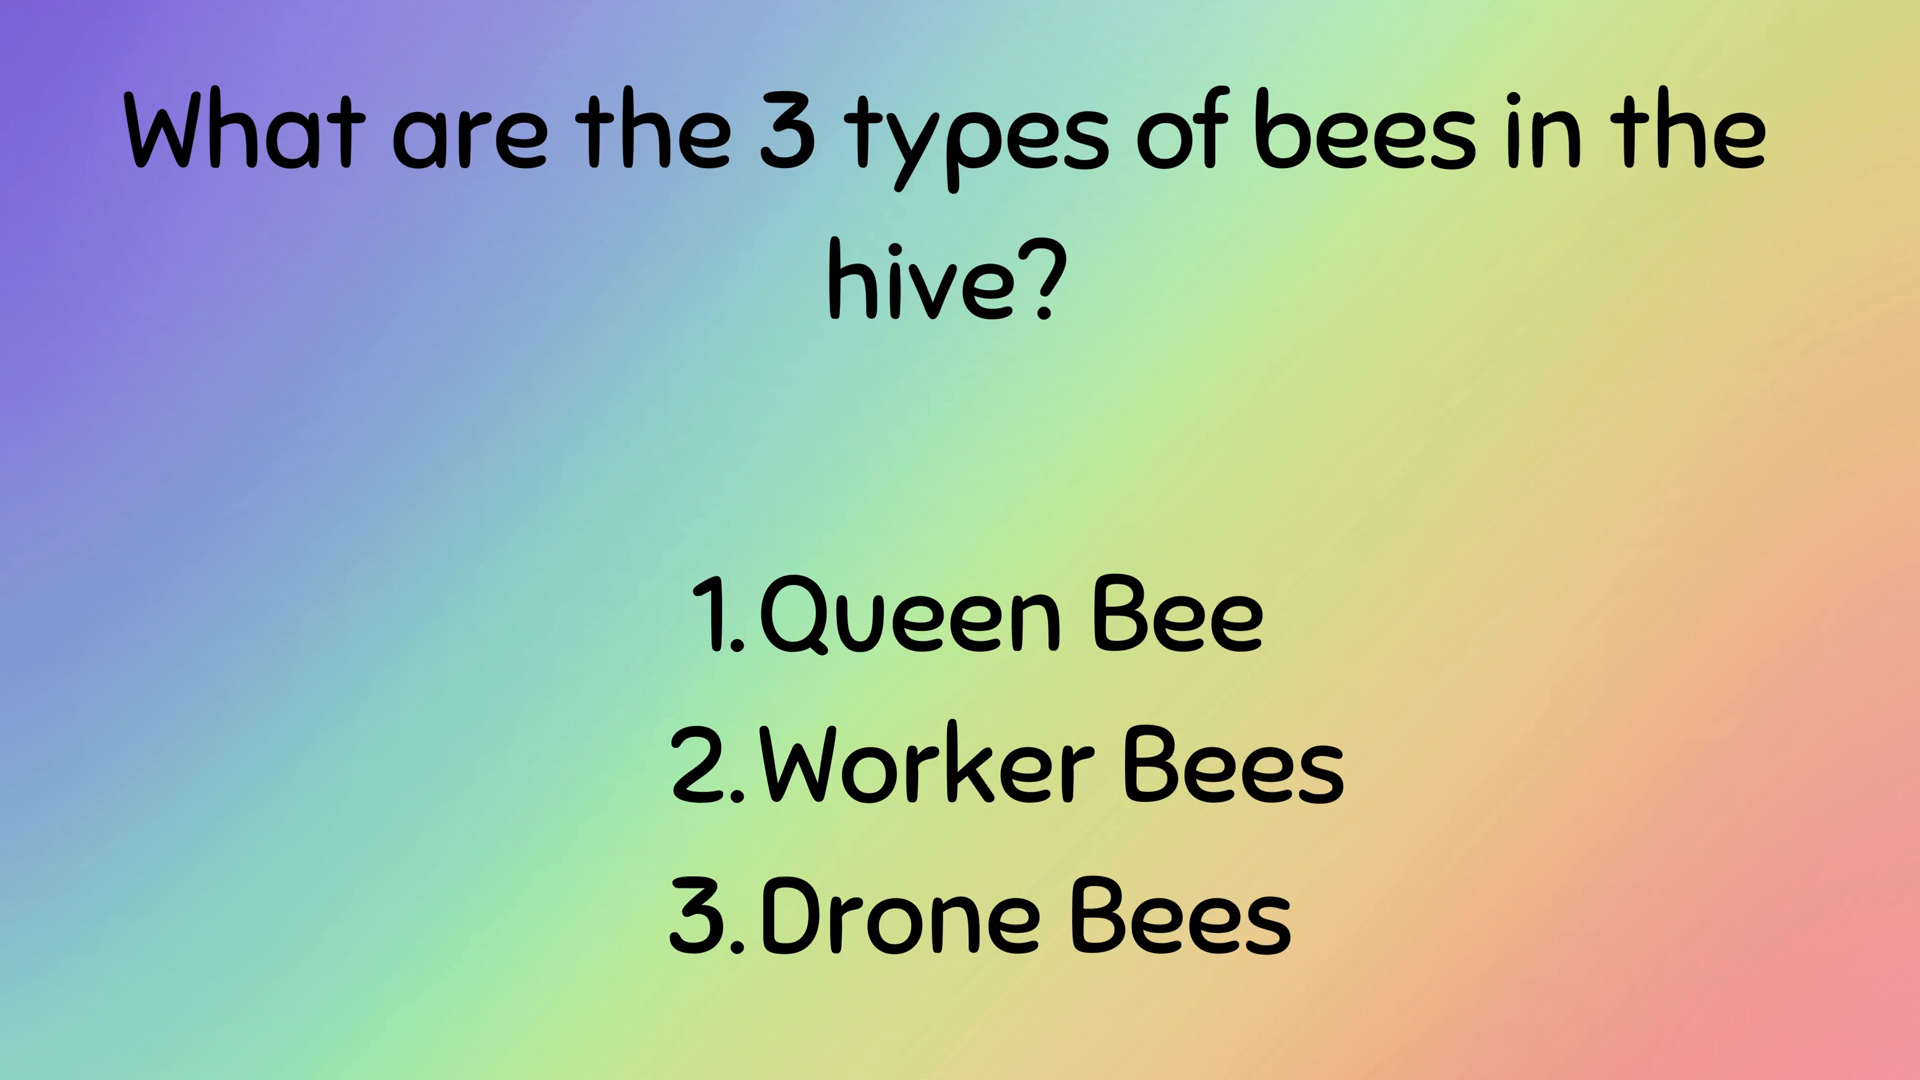 What are the 3 types of bees in the
hive?
1. Queen Bee
2. Worker Bees
3. Drone Bees